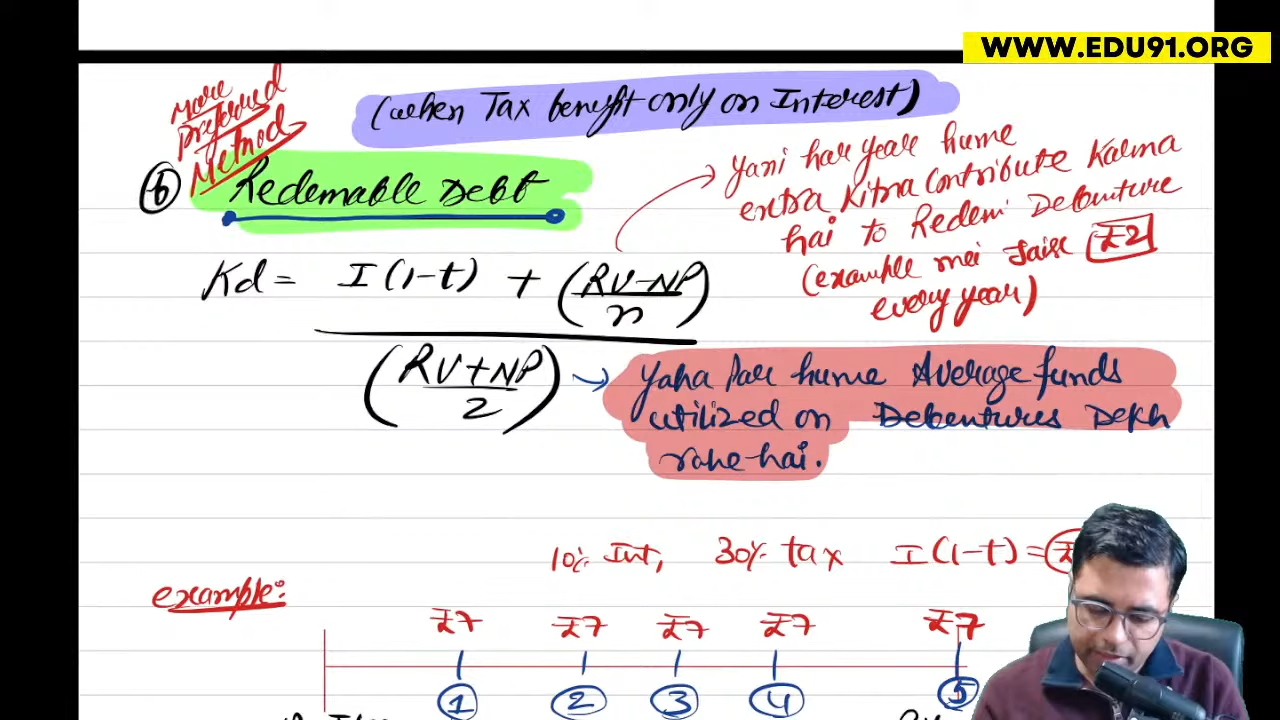 WWW.EDU91.ORG
(when Tax benefit only on Interest)
More
Preferred
Method
(b) Redemable Debt
Yani har year hume
extra Kitna Contribute Karna
hai to Redem Debenture
(example mei Jaise ₹2
every year)
Kd = I(1-t) + (RV-NP/n)
(RV+NP/2)
Yaha Par hume Average funds
utilized on Debentures Dekh
rahe hai.
10% Int, 30% tax I(1-t) =
example:
₹7 ₹7 ₹7 ₹7 ₹7
1 2 3 4 5